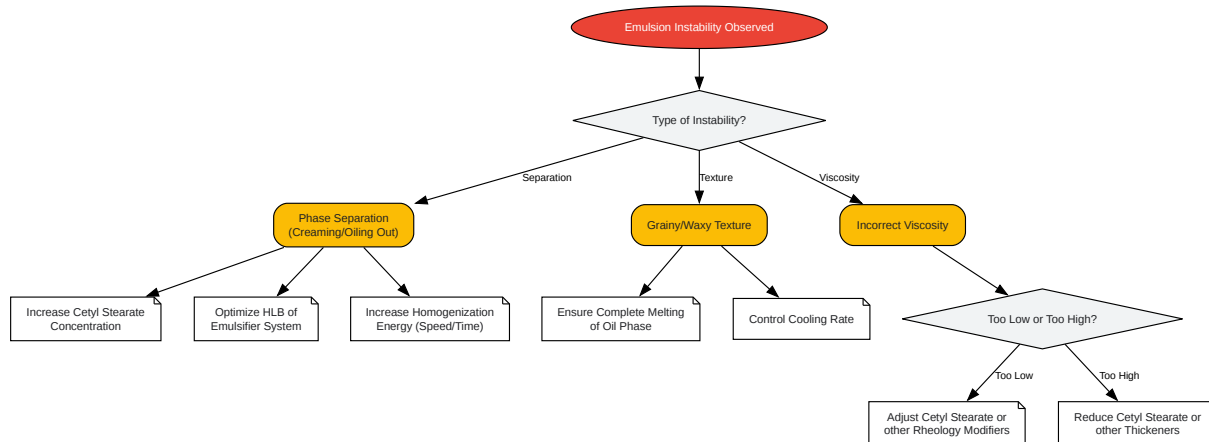 Emulsion Instability Observed
Type of Instability?
Separation
Texture
Viscosity
Phase Separation
(Creaming/Oiling Out)
Grainy/Waxy Texture
Incorrect Viscosity
Increase Cetyl Stearate
Concentration
Optimize HLB of
Emulsifier System
Increase Homogenization
Energy (Speed/Time)
Ensure Complete Melting
of Oil Phase
Control Cooling Rate
Too Low or Too High?
Too Low
Too High
Adjust Cetyl Stearate or
other Rheology Modifiers
Reduce Cetyl Stearate or
other Thickeners